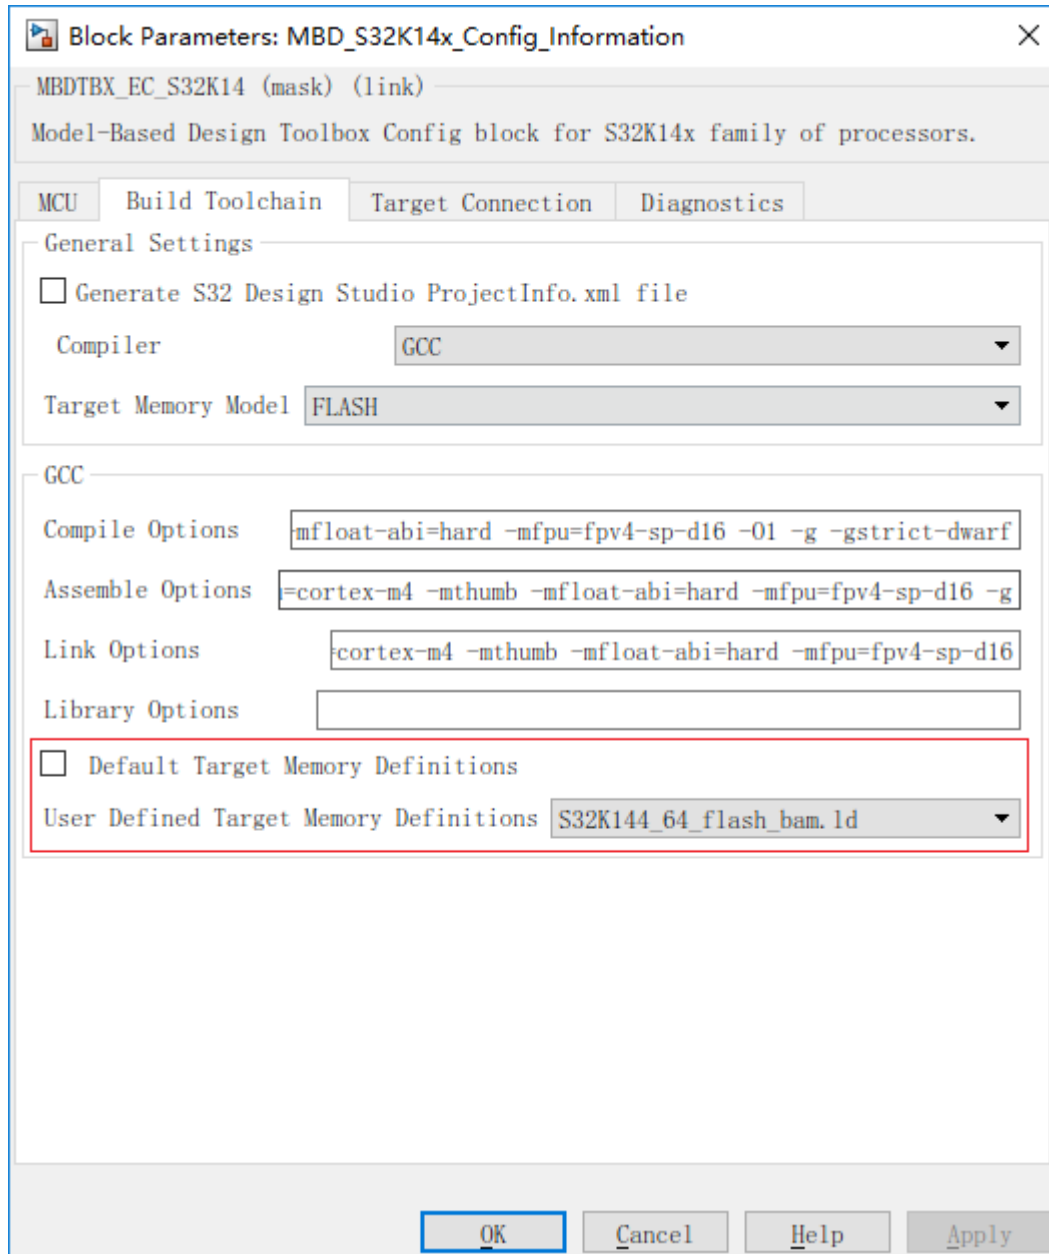 Block Parameters: MBD_S32K14x_Config_Information
MBDTBX_EC_S32K14 (mask) (link)
Model-Based Design Toolbox Config block for S32K14x family of processors.
MCU Build Toolchain Target Connection Diagnostics
General Settings
Generate S32 Design Studio ProjectInfo.xml file
Compiler GCC
Target Memory Model FLASH
GCC
Compile Options -mfloat-abi=hard -mfpu=fpv4-sp-d16 -O1 -g -gstrict-dwarf
Assemble Options =cortex-m4 -mthumb -mfloat-abi=hard -mfpu=fpv4-sp-d16 -g
Link Options =cortex-m4 -mthumb -mfloat-abi=hard -mfpu=fpv4-sp-d16
Library Options
Default Target Memory Definitions
User Defined Target Memory Definitions S32K144_64_flash_bam.ld
OK Cancel Help Apply